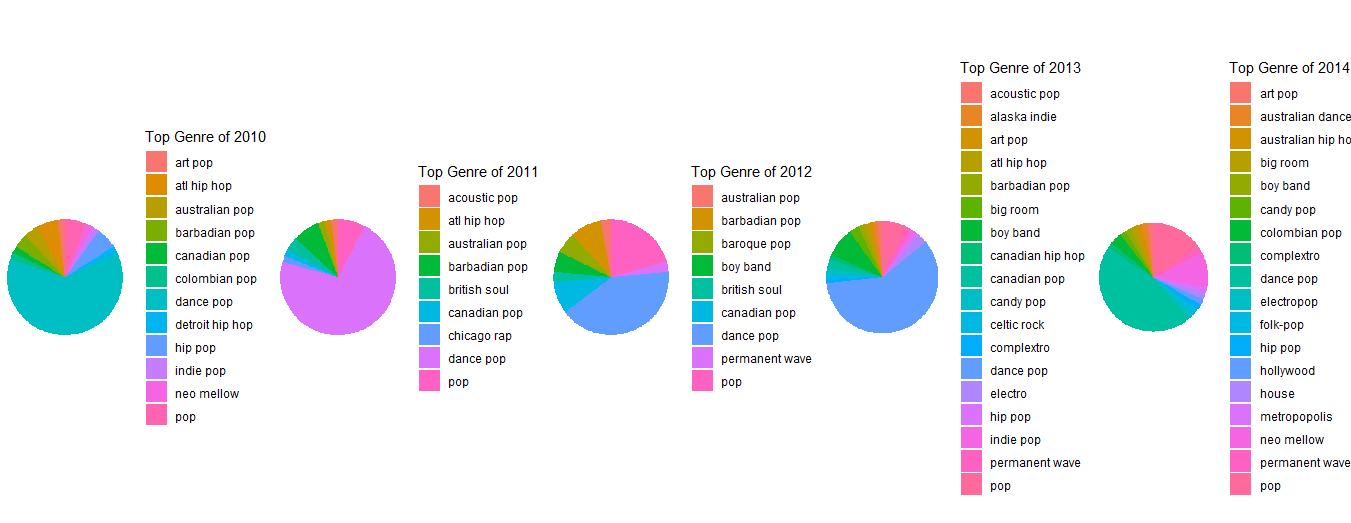 Top Genre of 2010
art pop
atl hip hop
australian pop
barbadian pop
canadian pop
colombian pop
dance pop
detroit hip hop
hip pop
indie pop
neo mellow
pop
Top Genre of 2011
acoustic pop
atl hip hop
australian pop
barbadian pop
british soul
canadian pop
chicago rap
dance pop
pop
Top Genre of 2012
australian pop
barbadian pop
baroque pop
boy band
british soul
canadian pop
dance pop
permanent wave
pop
Top Genre of 2013
acoustic pop
alaska indie
art pop
atl hip hop
barbadian pop
big room
boy band
canadian hip hop
canadian pop
candy pop
celtic rock
complextro
dance pop
electro
hip pop
indie pop
permanent wave
pop
Top Genre of 2014
art pop
australian dance
australian hip ho
big room
boy band
candy pop
colombian pop
complextro
dance pop
electropop
folk-pop
hip pop
hollywood
house
metropopolis
neo mellow
permanent wave
pop